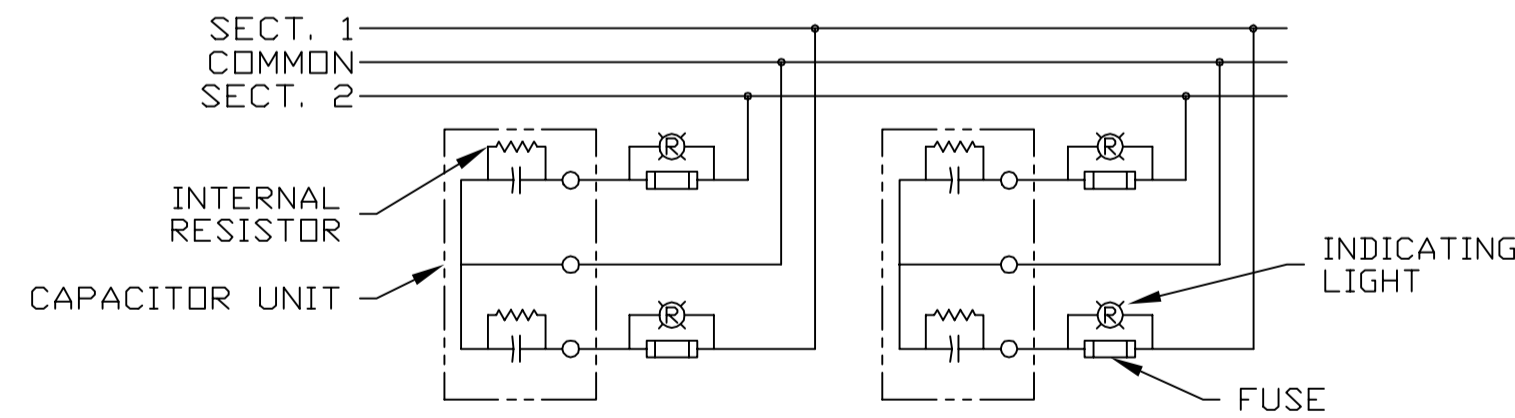 SECT. 1
COMMON
SECT. 2
R
R
INTERNAL
RESISTOR
INDICATING
LIGHT
CAPACITOR UNIT
R
R
FUSE